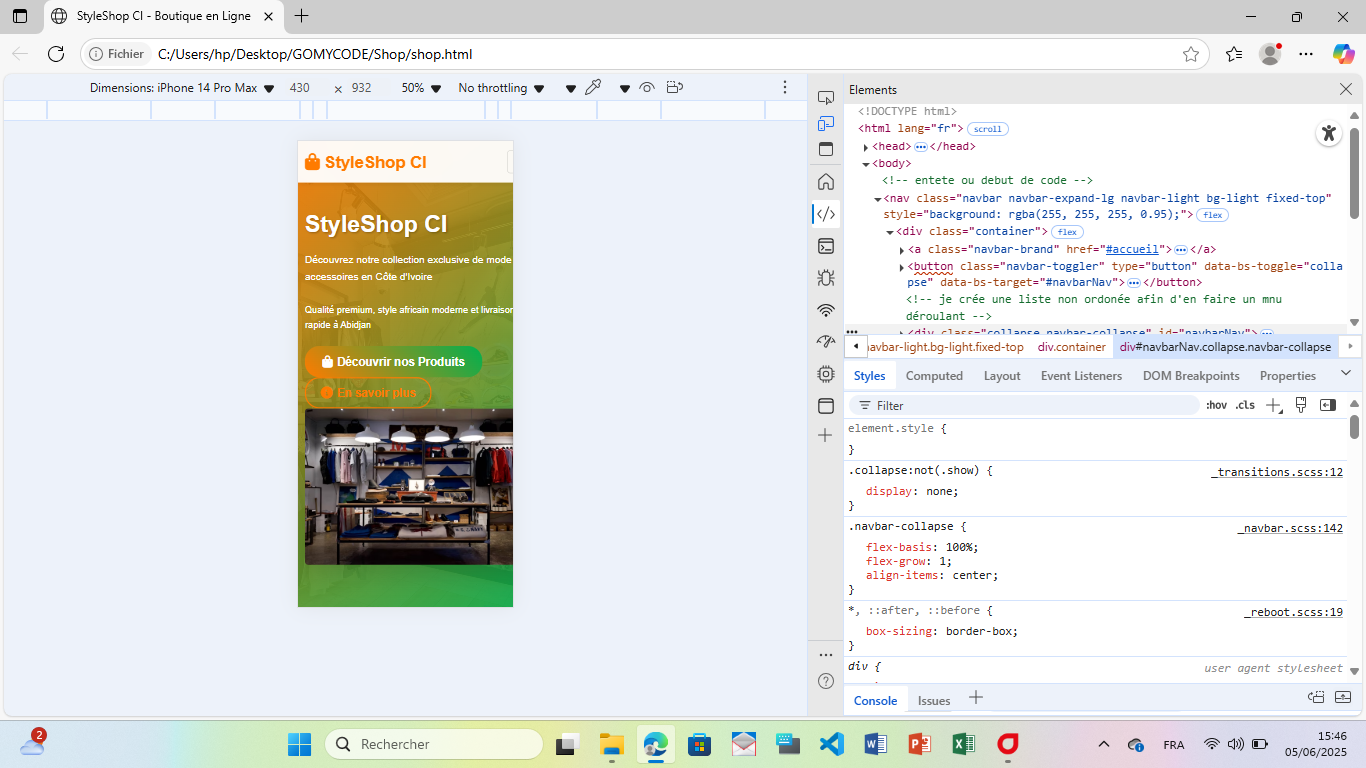 StyleShop CI - Boutique en Ligne
Fichier
C:/Users/hp/Desktop/GOMYCODE/Shop/shop.html
Dimensions: iPhone 14 Pro Max
430
×
932
50%
No throttling
StyleShop CI
StyleShop CI
Découvrez notre collection exclusive de mode
accessoires en Côte d'Ivoire
Qualité premium, style africain moderne et livraison
rapide à Abidjan
Découvrir nos Produits
En savoir plus
Elements
<!DOCTYPE html>
<html lang="fr"> scroll
<head> ••• </head>
<body>
<!-- entete ou debut de code -->
<nav class="navbar navbar-expand-lg navbar-light bg-light fixed-top"
style="background: rgba(255, 255, 255, 0.95);"> flex
<div class="container"> flex
<a class="navbar-brand" href="#accueil"> ••• </a>
<button class="navbar-toggler" type="button" data-bs-toggle="colla
pse" data-bs-target="#navbarNav"> ••• </button>
<!-- je crée une liste non ordonée afin d'en faire un mnu
déroulant -->
<div class="collapse navbar-collapse" id="navbarNav"> •••
navbar-light.bg-light.fixed-top
div.container
div#navbarNav.collapse.navbar-collapse
Styles
Computed
Layout
Event Listeners
DOM Breakpoints
Properties
Filter
:hov
.cls
element.style {
}
.collapse:not(.show) {
_transitions.scss:12
display: none;
}
.navbar-collapse {
_navbar.scss:142
flex-basis: 100%;
flex-grow: 1;
align-items: center;
}
*, ::after, ::before {
_reboot.scss:19
box-sizing: border-box;
}
div {
user agent stylesheet
Console
Issues
2
Rechercher
FRA
15:46
05/06/2025